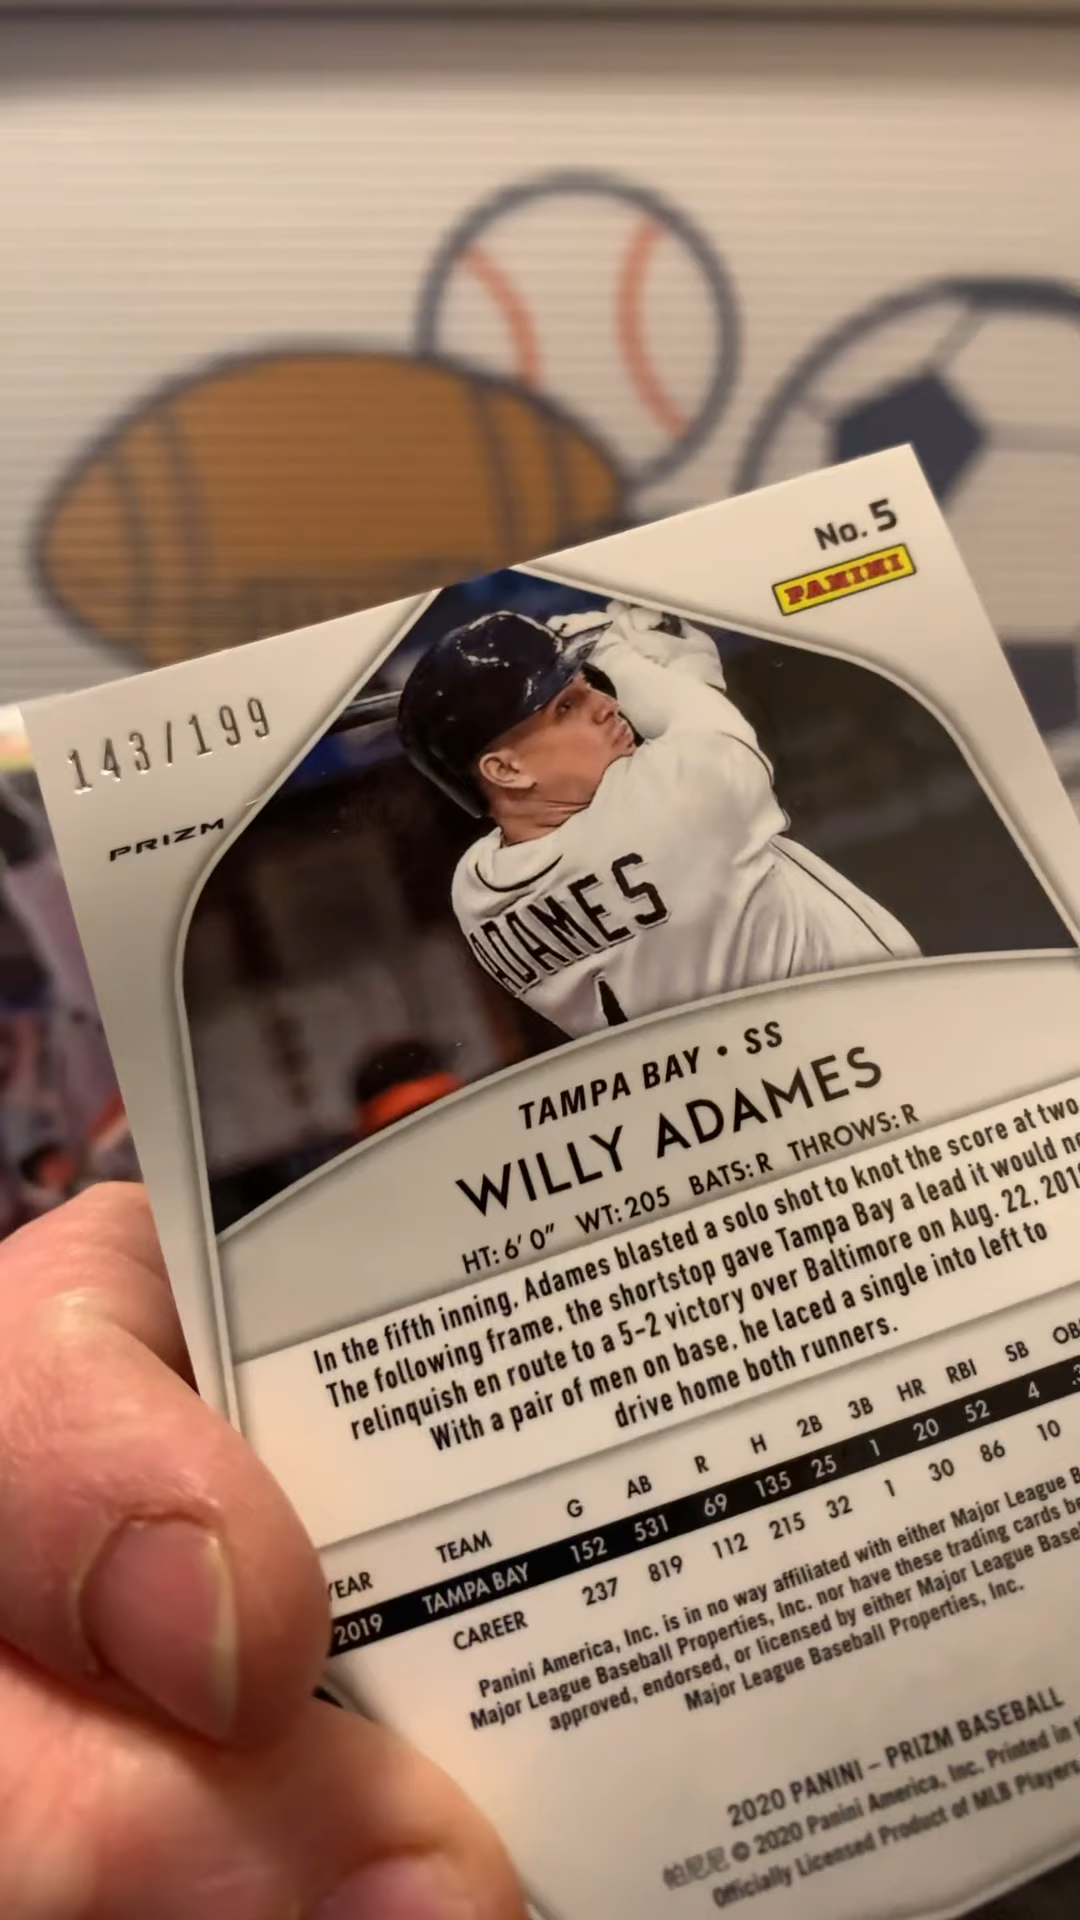 No. 5
PANINI
143/199
PRIZM
ADAMES
TAMPA BAY • SS
WILLY ADAMES
HT: 6' 0" WT: 205 BATS: R THROWS: R
In the fifth inning, Adames blasted a solo shot to knot the score at two.
The following frame, the shortstop gave Tampa Bay a lead it would
relinquish en route to a 5-2 victory over Baltimore on Aug. 22,
With a pair of men on base, he laced a single into left to
drive home both runners.
YEAR TEAM G AB R H 2B 3B HR RBI SB
2019 TAMPA BAY 152 531 69 135 25 1 20 52 4
CAREER 237 819 112 215 32 1 30 86 10
Panini America, Inc. is in no way affiliated with either Major League
Major League Baseball Properties, Inc. nor have these trading cards
approved, endorsed, or licensed by either Major League
Major League Baseball Properties, Inc.
2020 PANINI – PRIZM BASEBALL
帕尼尼 © 2020 Panini America, Inc. Printed in
Officially Licensed Product of MLB Players